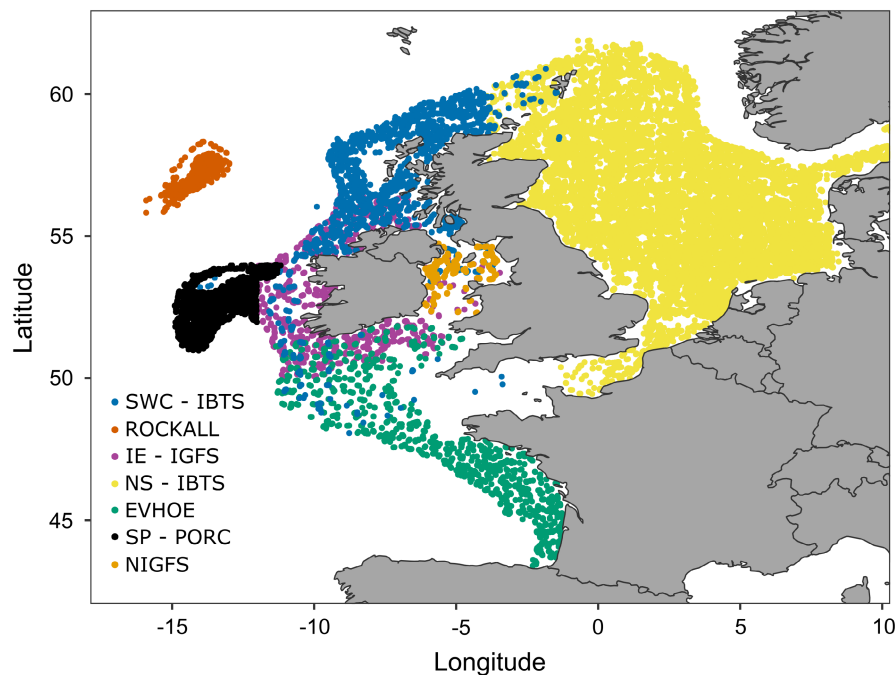 60
55
50
45
Latitude
SWC - IBTS
ROCKALL
IE - IGFS
NS - IBTS
EVHOE
SP - PORC
NIGFS
-15 -10 -5 0 5 10
Longitude